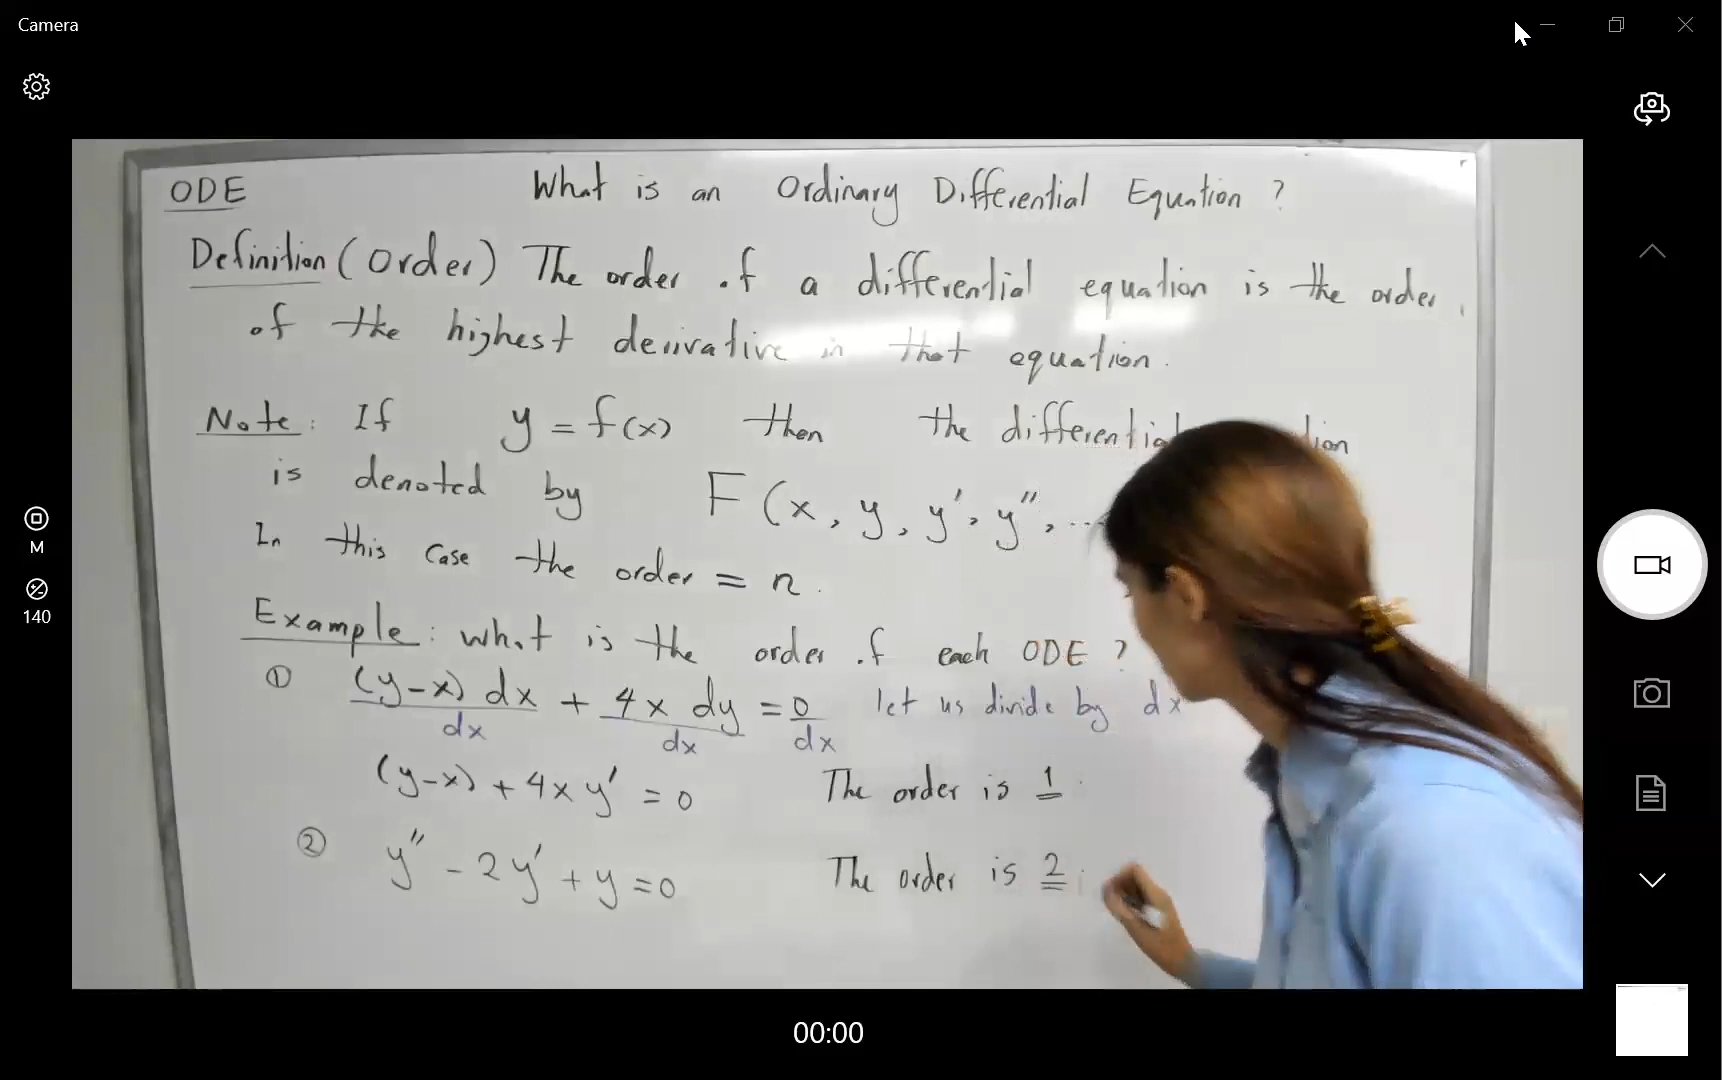 Camera
ODE What is an Ordinary Differential Equation ?
Definition (Order) The order of a differential equation is the order
of the highest derivative in that equation.
Note: If y = f(x) then the differential
is denoted by F (x, y, y', y'', ...
In this case the order = n.
Example: what is the order of each ODE ?
① (y-x) dx/dx + 4x dy/dx = 0/dx let us divide by dx
(y-x) + 4x y' = 0 The order is 1.
② y'' - 2y' + y = 0 The order is 2
M
140
00:00